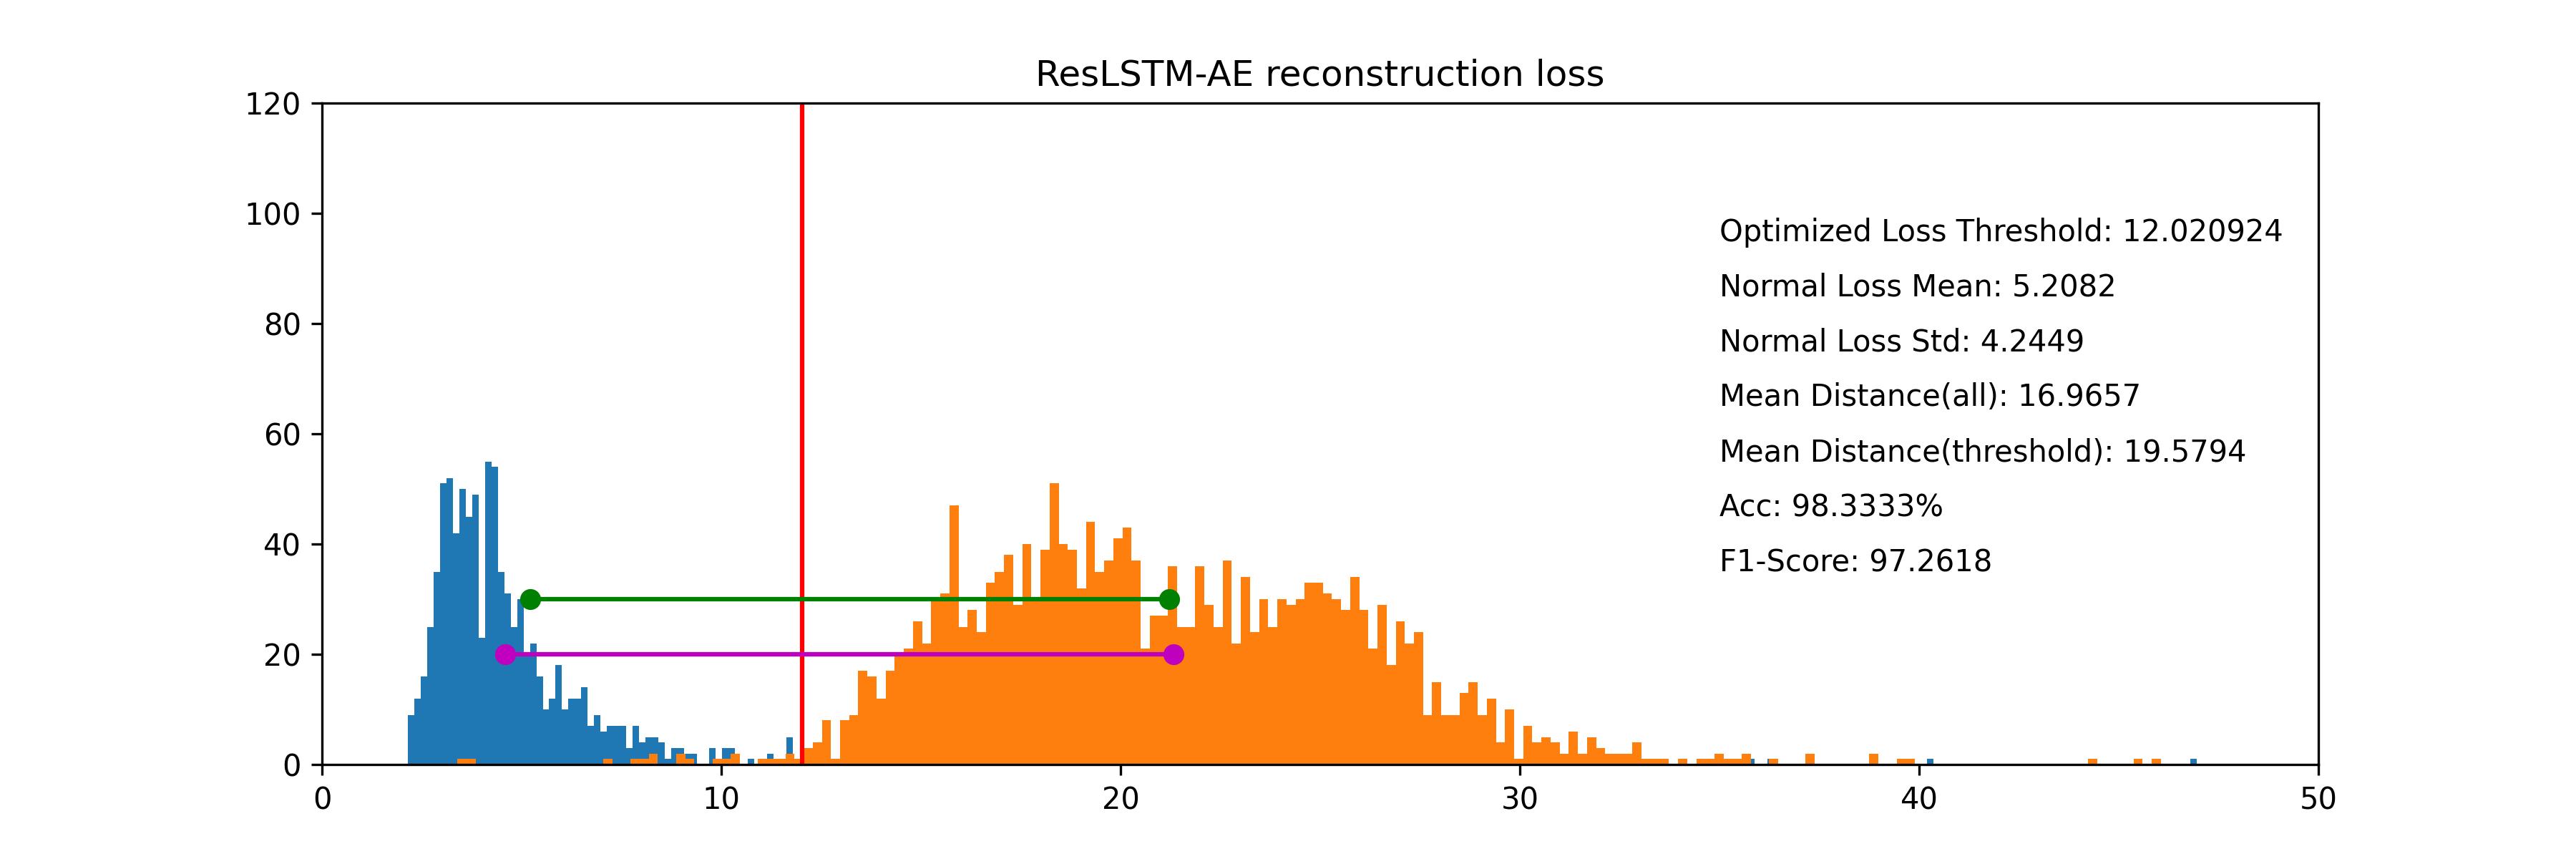 ResLSTM-AE reconstruction loss
120
100
80
60
40
20
0
Optimized Loss Threshold: 12.020924
Normal Loss Mean: 5.2082
Normal Loss Std: 4.2449
Mean Distance(all): 16.9657
Mean Distance(threshold): 19.5794
Acc: 98.3333%
F1-Score: 97.2618
0 10 20 30 40 50